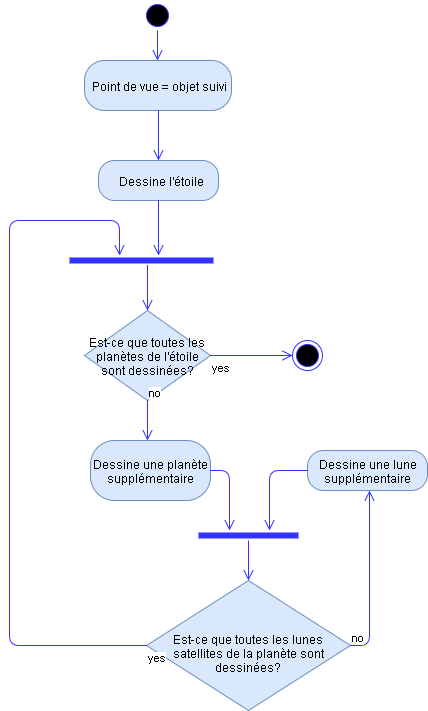 Point de vue = objet suivi
Dessine l'étoile
Est-ce que toutes les
planètes de l'étoile
sont dessinées?
yes
no
Dessine une planète
supplémentaire
Dessine une lune
supplémentaire
Est-ce que toutes les lunes
satellites de la planète sont
dessinées?
no
yes